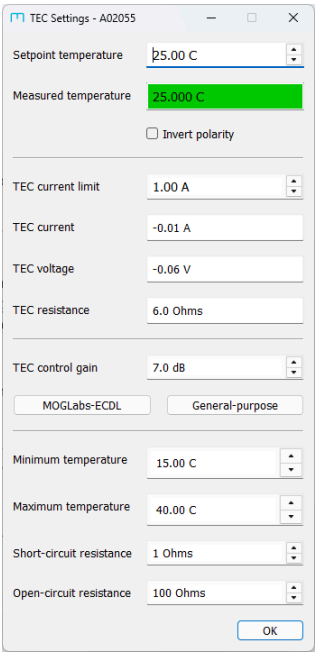 TEC Settings - A02055
Setpoint temperature 25.00 C
Measured temperature 25.000 C
Invert polarity
TEC current limit 1.00 A
TEC current -0.01 A
TEC voltage -0.06 V
TEC resistance 6.0 Ohms
TEC control gain 7.0 dB
MOGLabs-ECDL General-purpose
Minimum temperature 15.00 C
Maximum temperature 40.00 C
Short-circuit resistance 1 Ohms
Open-circuit resistance 100 Ohms
OK